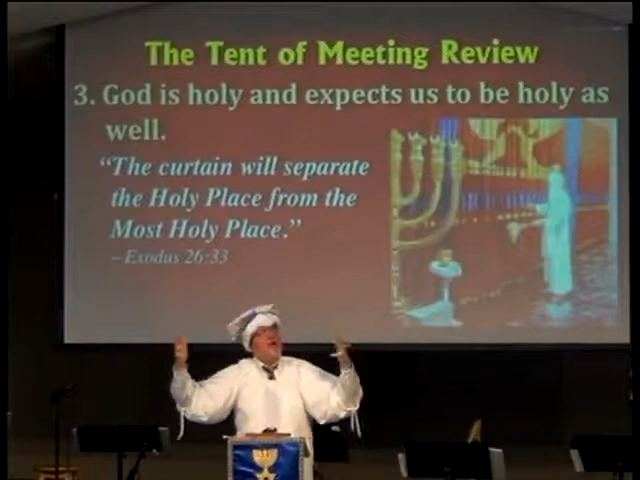 The Tent of Meeting Review
3. God is holy and expects us to be holy as
well.
“The curtain will separate
the Holy Place from the
Most Holy Place.”
– Exodus 26:33